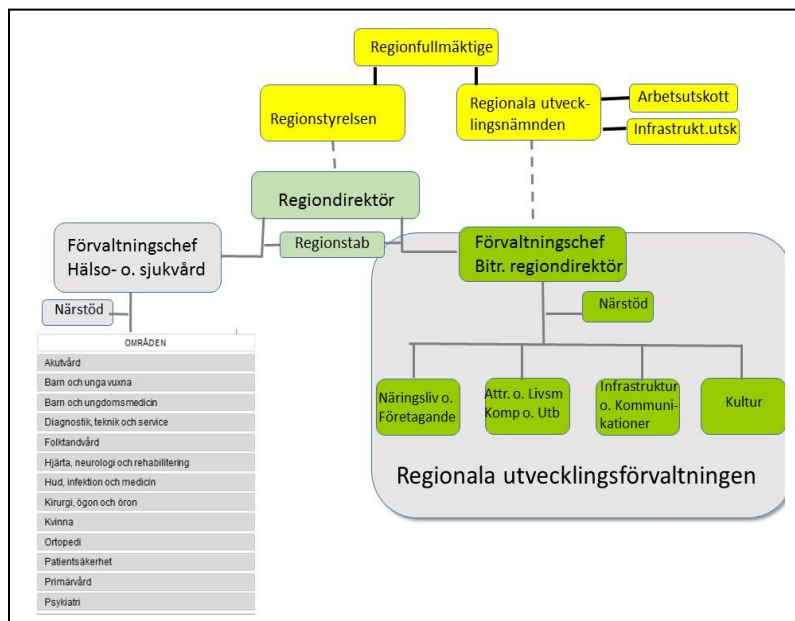 Regionfullmäktige
Regionstyrelsen
Regionala utveck-
lingsnämnden
Arbetsutskott
Infrastrukt.utsk
Regiondirektör
Regionstab
Förvaltningschef
Hälso- o. sjukvård
Närstöd
OMRÅDEN
Akutvård
Barn och unga vuxna
Barn och ungdomsmedicin
Diagnostik, teknik och service
Folktandvård
Hjärta, neurologi och rehabilitering
Hud, infektion och medicin
Kirurgi, ögon och öron
Kvinna
Ortopedi
Patientsäkerhet
Primärvård
Psykiatri
Förvaltningschef
Bitr. regiondirektör
Närstöd
Näringsliv o.
Företagande
Attr. o. Livsm
Komp o. Utb
Infrastruktur
o. Kommuni-
kationer
Kultur
Regionala utvecklingsförvaltningen